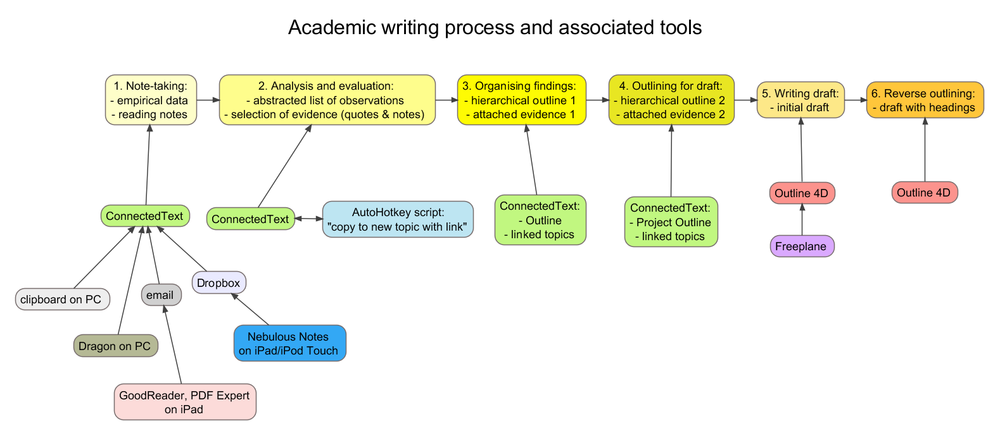 Academic writing process and associated tools
1. Note-taking:
- empirical data
- reading notes
2. Analysis and evaluation:
- abstracted list of observations
- selection of evidence (quotes & notes)
3. Organising findings:
- hierarchical outline 1
- attached evidence 1
4. Outlining for draft:
- hierarchical outline 2
- attached evidence 2
5. Writing draft:
- initial draft
6. Reverse outlining:
- draft with headings
ConnectedText
ConnectedText
AutoHotkey script:
"copy to new topic with link"
ConnectedText:
- Outline
- linked topics
ConnectedText:
- Project Outline
- linked topics
Outline 4D
Outline 4D
Freeplane
clipboard on PC
Dragon on PC
email
Dropbox
Nebulous Notes
on iPad/iPod Touch
GoodReader, PDF Expert
on iPad